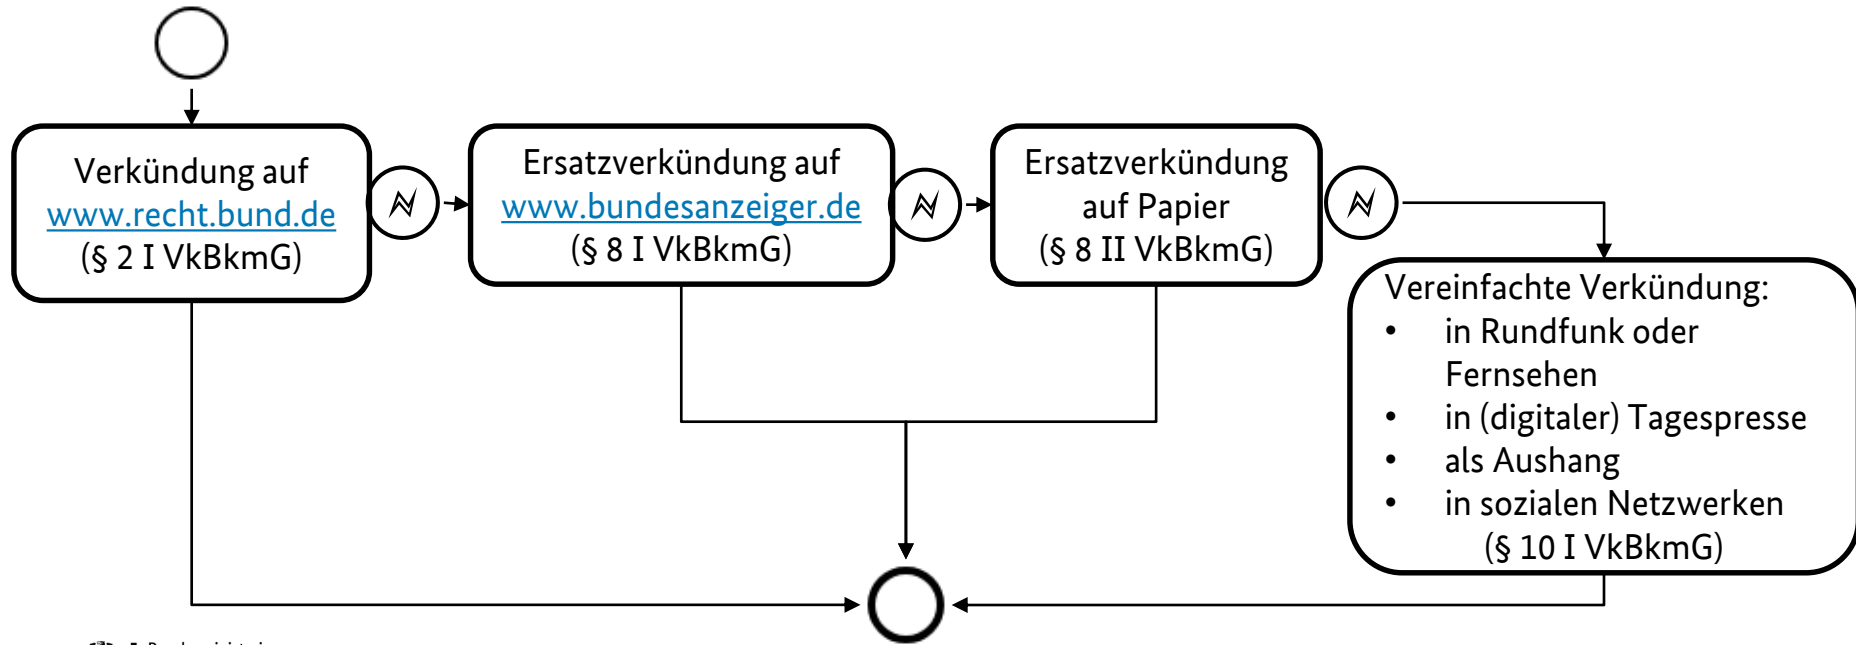 Verkündung auf
www.recht.bund.de
(§ 2 I VkBkmG)
Ersatzverkündung auf
www.bundesanzeiger.de
(§ 8 I VkBkmG)
Ersatzverkündung
auf Papier
(§ 8 II VkBkmG)
Vereinfachte Verkündung:
• in Rundfunk oder
Fernsehen
• in (digitaler) Tagespresse
• als Aushang
• in sozialen Netzwerken
(§ 10 I VkBkmG)